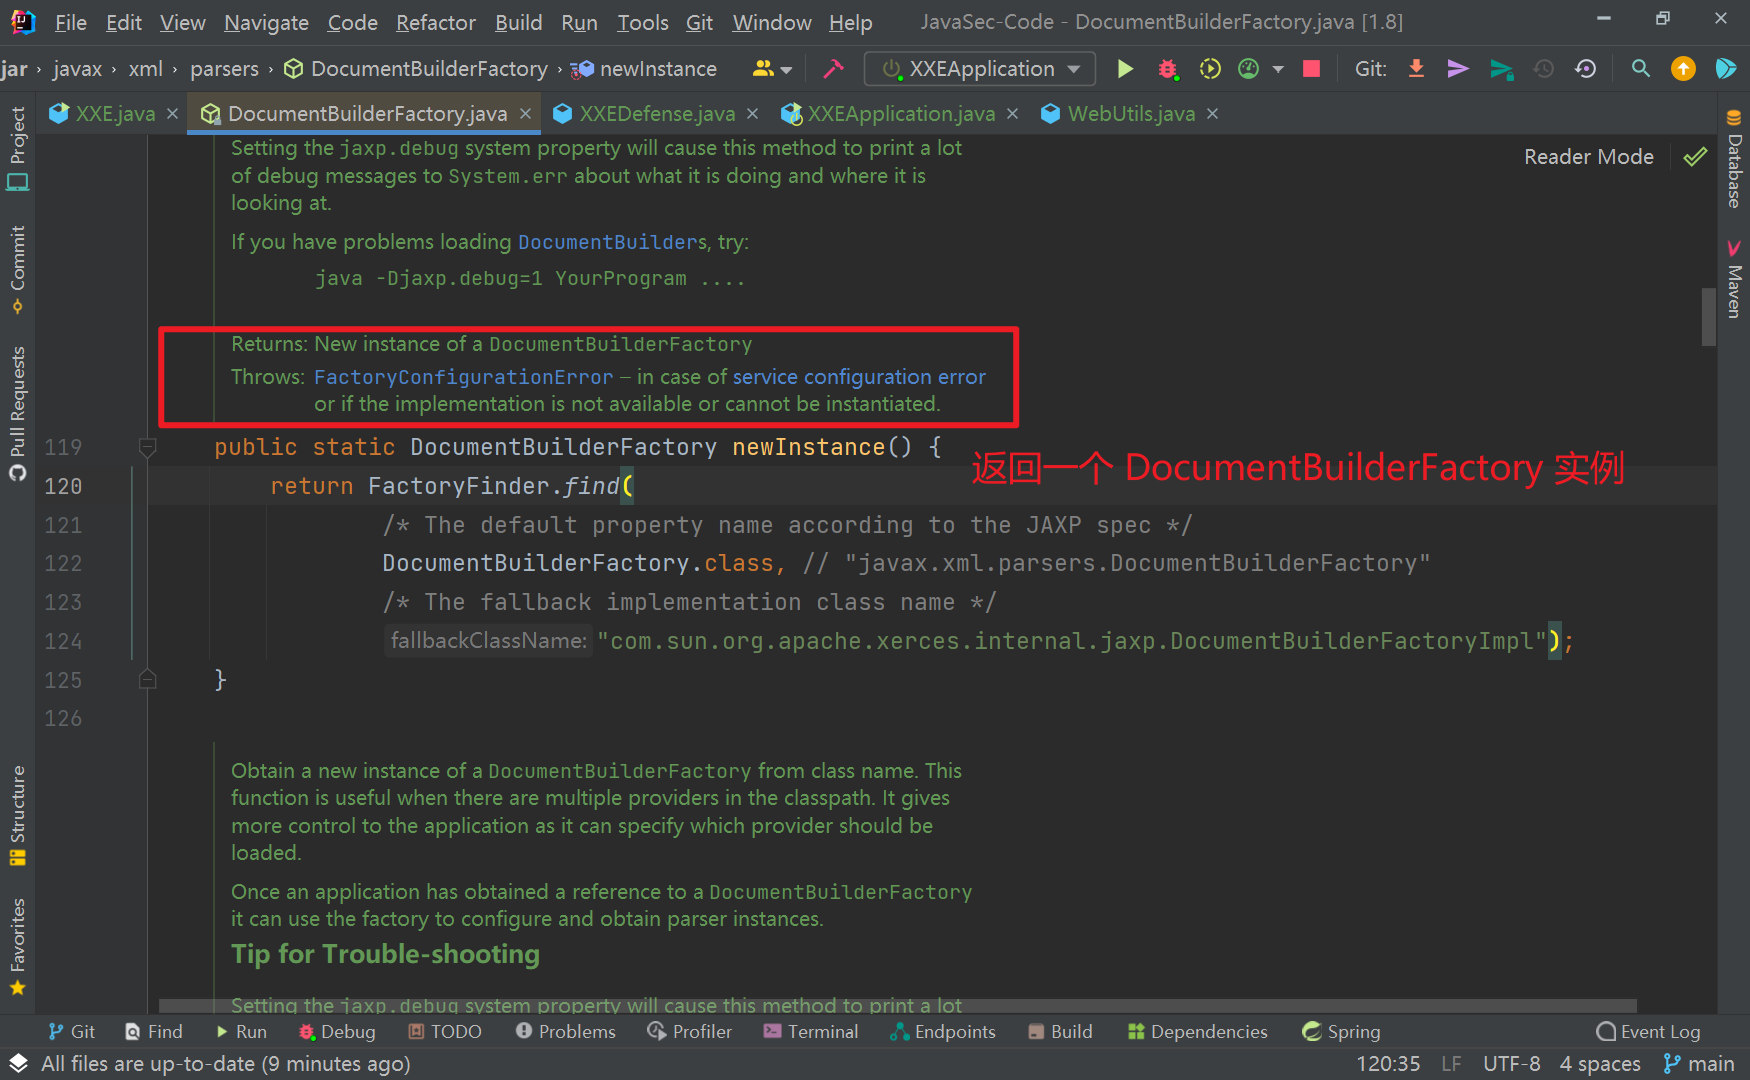 File Edit View Navigate Code Refactor Build Run Tools Git Window Help JavaSec-Code - DocumentBuilderFactory.java [1.8]
jar › javax › xml › parsers › DocumentBuilderFactory › newInstance XXEApplication Git:
XXE.java DocumentBuilderFactory.java XXEDefense.java XXEApplication.java WebUtils.java
Project
Commit
Pull Requests
Structure
Favorites
Database
Maven
Reader Mode
Setting the jaxp.debug system property will cause this method to print a lot
of debug messages to System.err about what it is doing and where it is
looking at.
If you have problems loading DocumentBuilders, try:
java -Djaxp.debug=1 YourProgram ....
Returns: New instance of a DocumentBuilderFactory
Throws: FactoryConfigurationError – in case of service configuration error
or if the implementation is not available or cannot be instantiated.
119 public static DocumentBuilderFactory newInstance() {
返回一个 DocumentBuilderFactory 实例
120 return FactoryFinder.find(
121 /* The default property name according to the JAXP spec */
122 DocumentBuilderFactory.class, // "javax.xml.parsers.DocumentBuilderFactory"
123 /* The fallback implementation class name */
124 fallbackClassName: "com.sun.org.apache.xerces.internal.jaxp.DocumentBuilderFactoryImpl");
125 }
126
Obtain a new instance of a DocumentBuilderFactory from class name. This
function is useful when there are multiple providers in the classpath. It gives
more control to the application as it can specify which provider should be
loaded.
Once an application has obtained a reference to a DocumentBuilderFactory
it can use the factory to configure and obtain parser instances.
Tip for Trouble-shooting
Setting the jaxp.debug system property will cause this method to print a lot
Git Find Run Debug TODO Problems Profiler Terminal Endpoints Build Dependencies Spring Event Log
All files are up-to-date (9 minutes ago) 120:35 LF UTF-8 4 spaces main